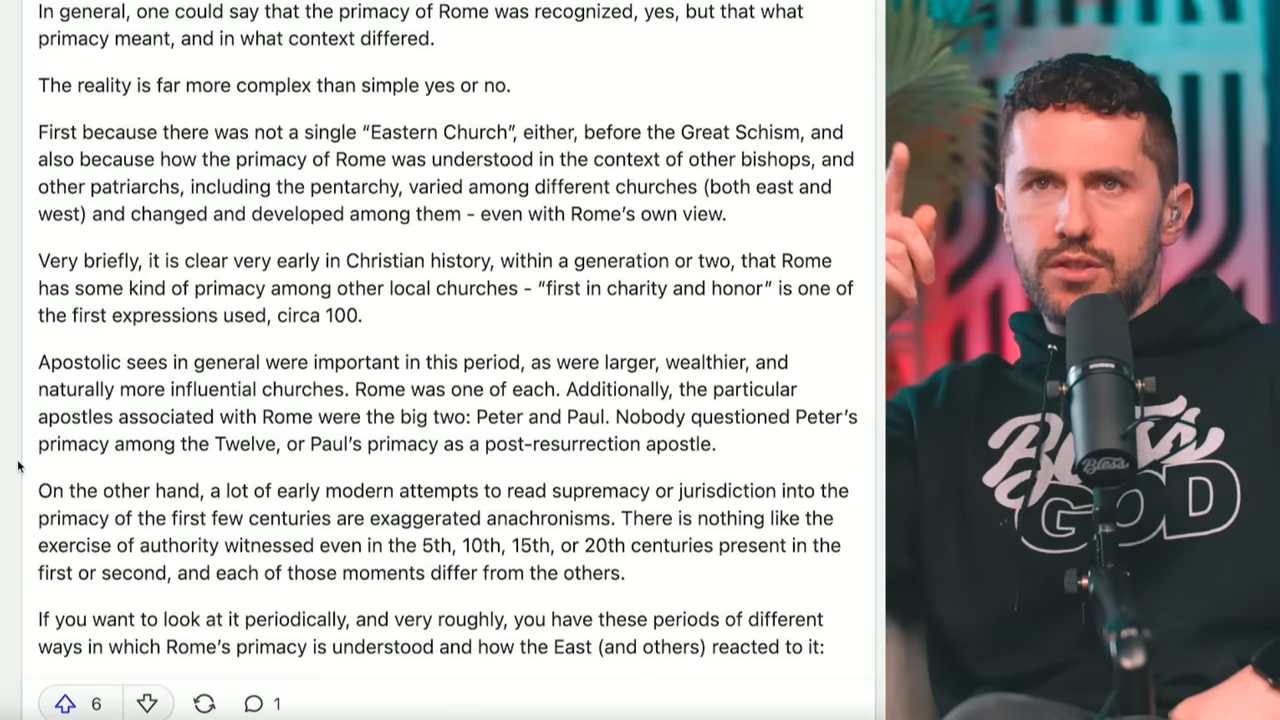 In general, one could say that the primacy of Rome was recognized, yes, but that what
primacy meant, and in what context differed.
The reality is far more complex than simple yes or no.
First because there was not a single “Eastern Church”, either, before the Great Schism, and
also because how the primacy of Rome was understood in the context of other bishops, and
other patriarchs, including the pentarchy, varied among different churches (both east and
west) and changed and developed among them - even with Rome’s own view.
Very briefly, it is clear very early in Christian history, within a generation or two, that Rome
has some kind of primacy among other local churches - “first in charity and honor” is one of
the first expressions used, circa 100.
Apostolic sees in general were important in this period, as were larger, wealthier, and
naturally more influential churches. Rome was one of each. Additionally, the particular
apostles associated with Rome were the big two: Peter and Paul. Nobody questioned Peter’s
primacy among the Twelve, or Paul’s primacy as a post-resurrection apostle.
On the other hand, a lot of early modern attempts to read supremacy or jurisdiction into the
primacy of the first few centuries are exaggerated anachronisms. There is nothing like the
exercise of authority witnessed even in the 5th, 10th, 15th, or 20th centuries present in the
first or second, and each of those moments differ from the others.
If you want to look at it periodically, and very roughly, you have these periods of different
ways in which Rome’s primacy is understood and how the East (and others) reacted to it:
6
1
Bless
GOD
Bless